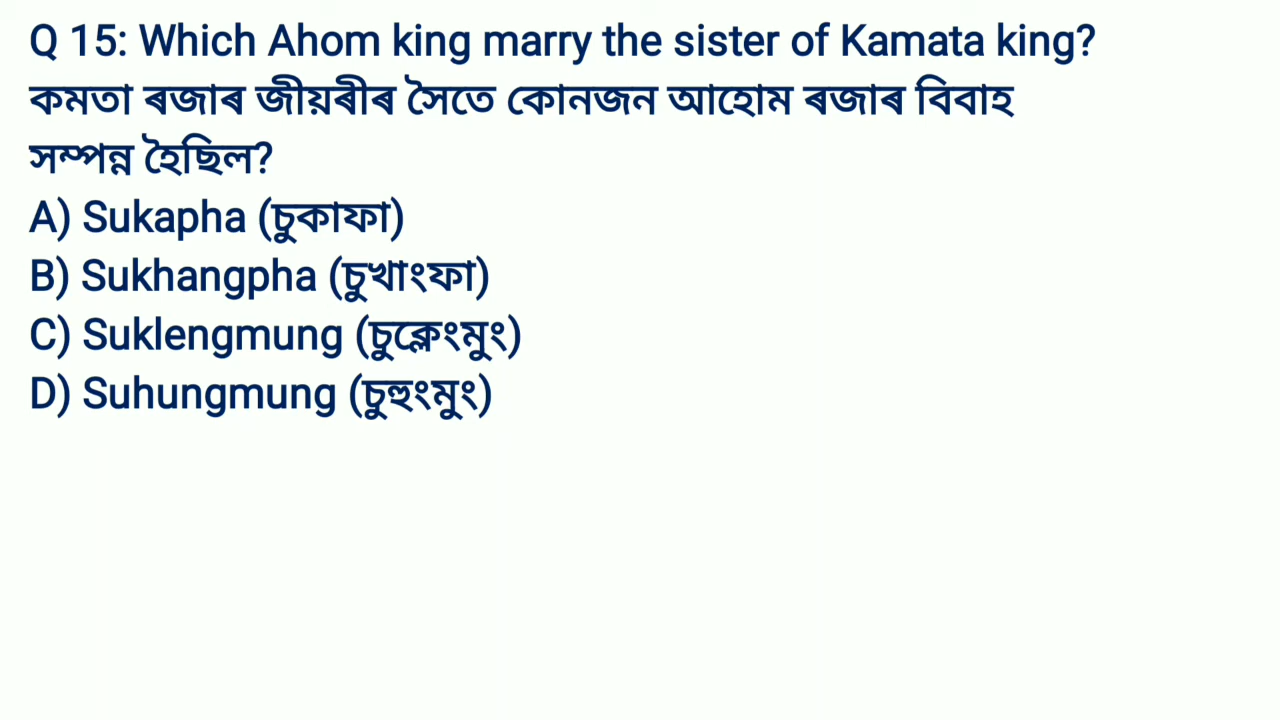 Q 15: Which Ahom king marry the sister of Kamata king?
কমতা ৰজাৰ জীয়ৰীৰ সৈতে কোনজন আহোম ৰজাৰ বিবাহ
সম্পন্ন হৈছিল?
A) Sukapha (চুকাফা)
B) Sukhangpha (চুখাংফা)
C) Suklengmung (চুক্লেংমুং)
D) Suhungmung (চুহুংমুং)